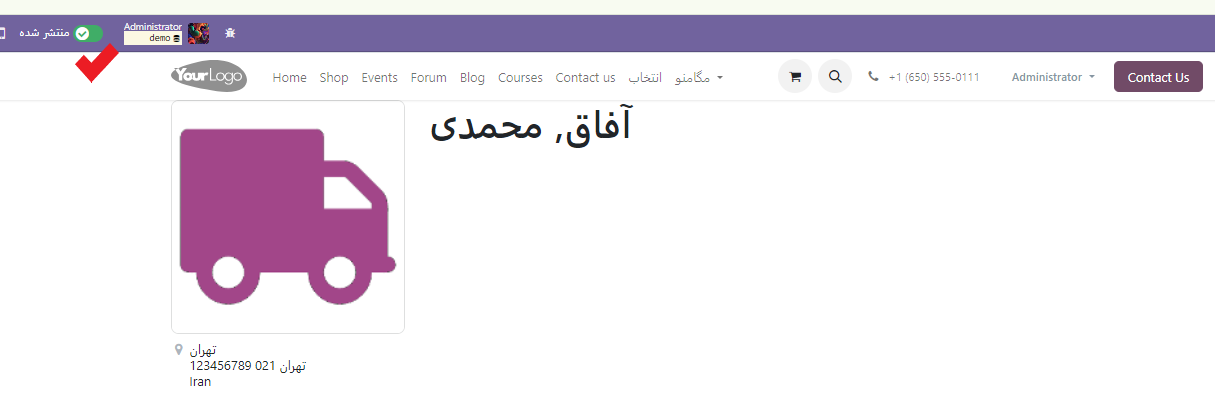 منتشر شده
Administrator
demo
YourLogo
Home Shop Events Forum Blog Courses Contact us انتخاب مگامنو
+1 (650) 555-0111
Administrator
Contact Us
آفاق, محمدی
تهران
تهران 021 123456789
Iran